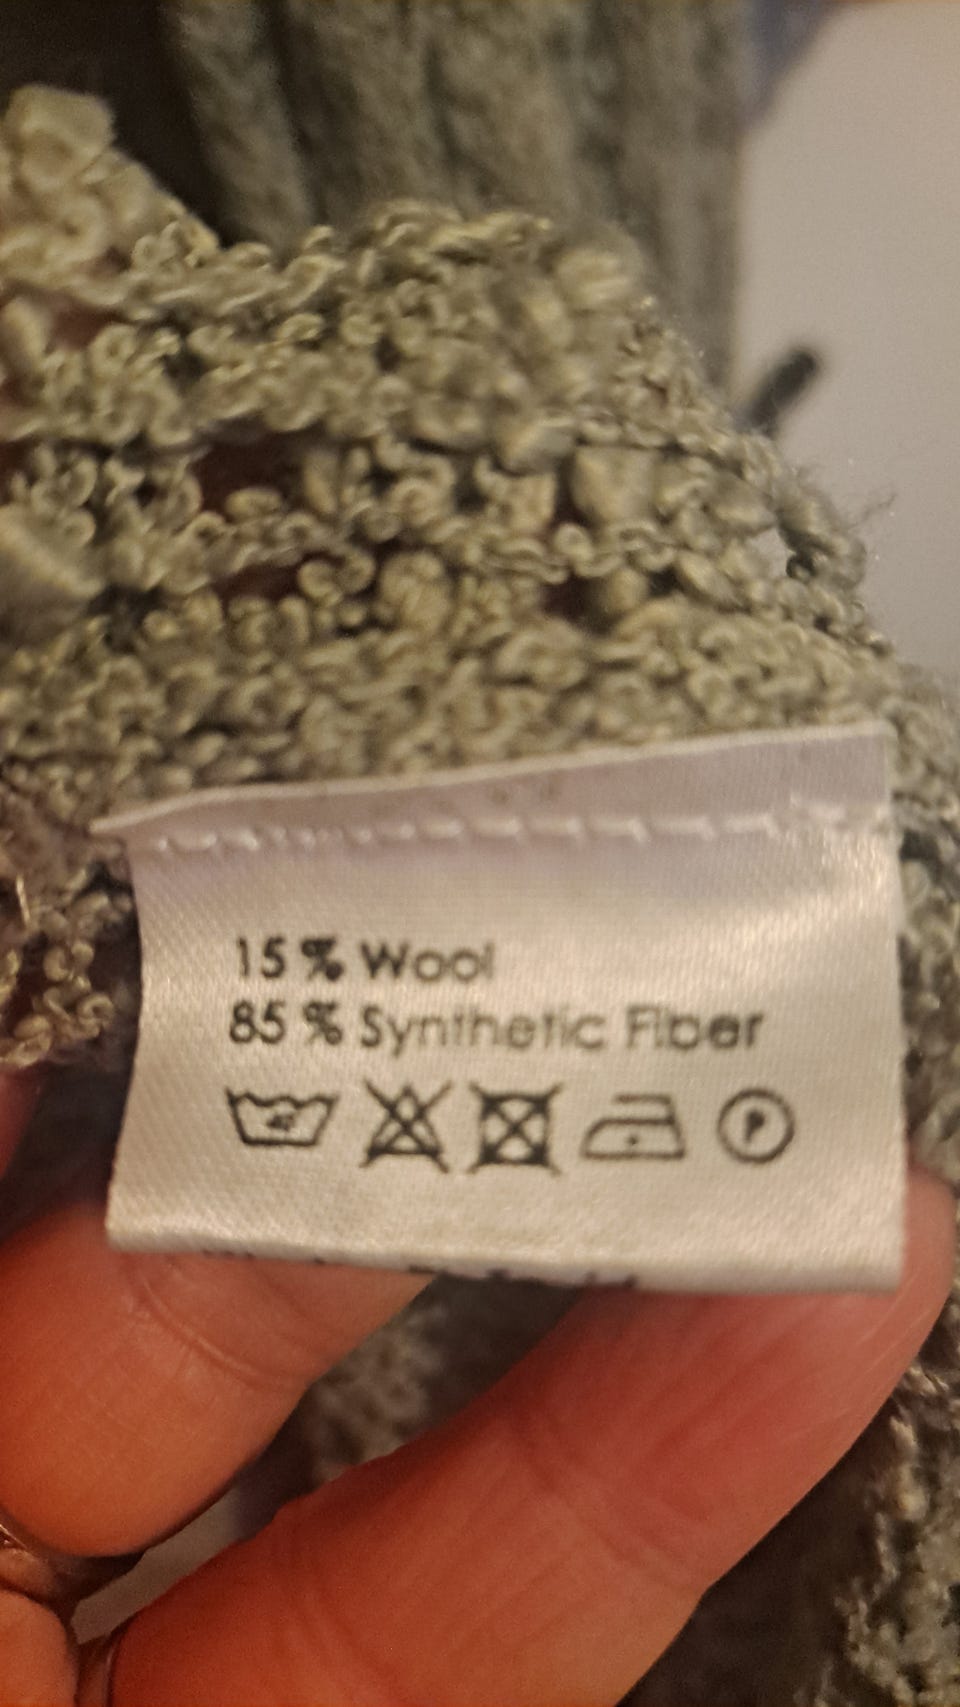 15 % Wool
85 % Synthetic Fiber
P